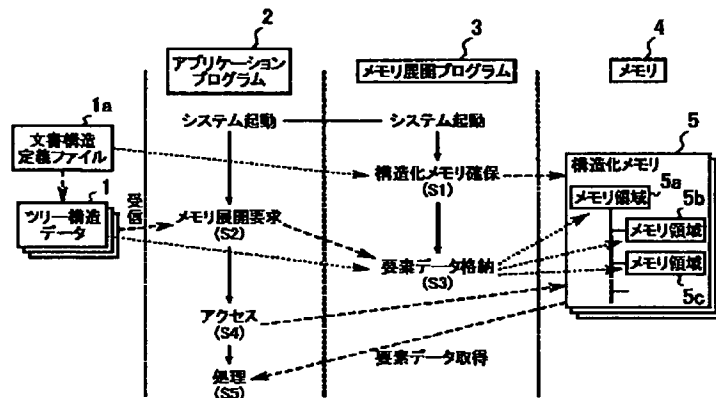 2
3
4
アプリケーション
プログラム
メモリ展開プログラム
メモリ
1a
文書構造
定義ファイル
システム起動
システム起動
5
構造化メモリ
構造化メモリ確保
(S1)
メモリ領域
5a
1
ツリー構造
データ
受信
メモリ展開要求
(S2)
5b
メモリ領域
要素データ格納
(S3)
メモリ領域
5c
アクセス
(S4)
要素データ取得
処理
(S5)